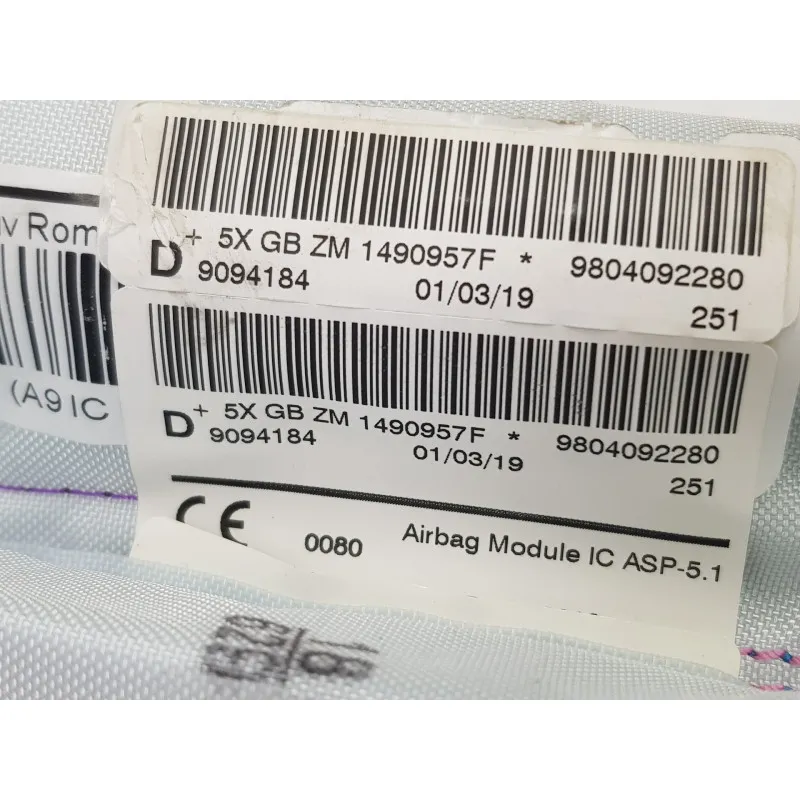 + 5X GB ZM 1490957F * 9804092280
D 9094184 01/03/19 251
v Rom
(A9 IC
+ 5X GB ZM 1490957F * 9804092280
D 9094184 01/03/19 251
CE 0080 Airbag Module IC ASP-5.1
18